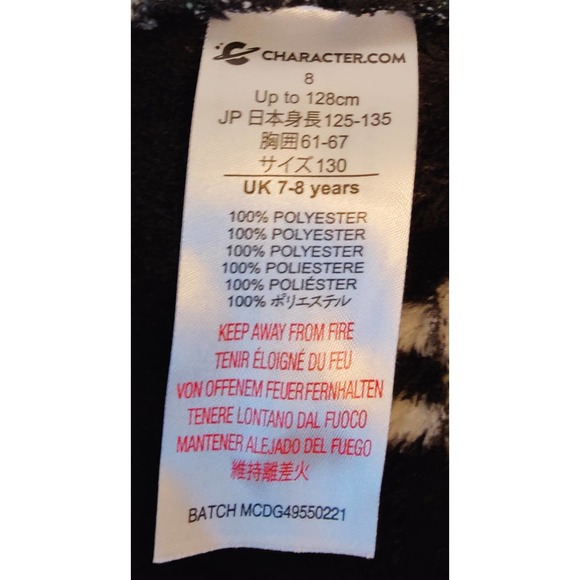 CHARACTER.COM
8
Up to 128cm
JP 日本身長125-135
胸囲61-67
サイズ130
UK 7-8 years
100% POLYESTER
100% POLYESTER
100% POLYESTER
100% POLIESTERE
100% POLIÉSTER
100% ポリエステル
KEEP AWAY FROM FIRE
TENIR ÉLOIGNÉ DU FEU
VON OFFENEM FEUER FERNHALTEN
TENERE LONTANO DAL FUOCO
MANTENER ALEJADO DEL FUEGO
維持離差火
BATCH MCDG49550221